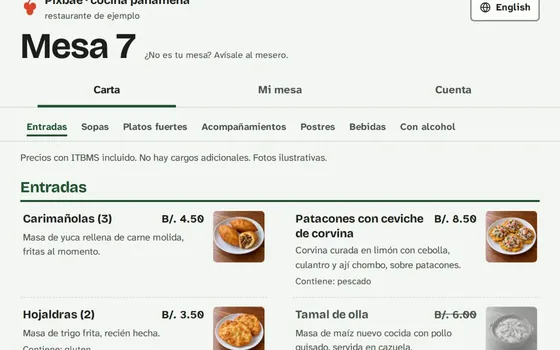 Pixbae · cocina panameña
restaurante de ejemplo
English
Mesa 7
¿No es tu mesa? Avísale al mesero.
Carta
Mi mesa
Cuenta
Entradas
Sopas
Platos fuertes
Acompañamientos
Postres
Bebidas
Con alcohol
Precios con ITBMS incluido. No hay cargos adicionales. Fotos ilustrativas.
Entradas
Carimañolas (3)
B/. 4.50
Masa de yuca rellena de carne molida,
fritas al momento.
Patacones con ceviche
de corvina
B/. 8.50
Corvina curada en limón con cebolla,
culantro y ají chombo, sobre patacones.
Contiene: pescado
Hojaldras (2)
B/. 3.50
Masa de trigo frita, recién hecha.
Contiene: gluten
Tamal de olla
B/. 6.00
Masa de maíz nuevo cocida con pollo
guisado, servida en cazuela.